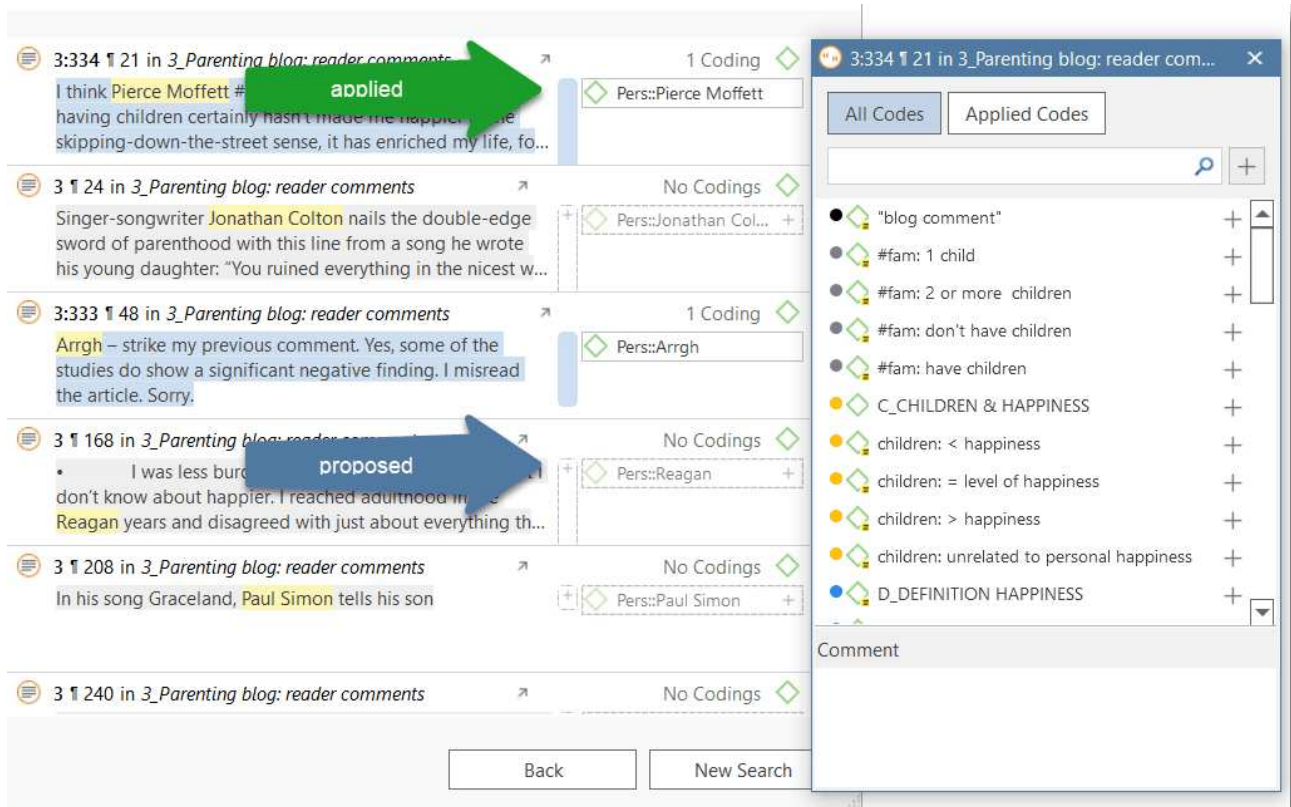 3:334 ¶ 21 in 3_Parenting blog: reader comments
1 Coding
I think Pierce Moffett #
having children certainly hasn't made me happier
skipping-down-the-street sense, it has enriched my life, fo...
applied
Pers::Pierce Moffett
3 ¶ 24 in 3_Parenting blog: reader comments
No Codings
Singer-songwriter Jonathan Colton nails the double-edge
sword of parenthood with this line from a song he wrote
his young daughter: "You ruined everything in the nicest w...
+
Pers::Jonathan Col... +
3:333 ¶ 48 in 3_Parenting blog: reader comments
1 Coding
Arrgh – strike my previous comment. Yes, some of the
studies do show a significant negative finding. I misread
the article. Sorry.
Pers::Arrgh
3 ¶ 168 in 3_Parenting blog: reader comments
No Codings
• I was less I
don't know about happier. I reached adulthood
Reagan years and disagreed with just about everything th...
proposed
+
Pers::Reagan +
3 ¶ 208 in 3_Parenting blog: reader comments
No Codings
In his song Graceland, Paul Simon tells his son
+
Pers::Paul Simon +
3 ¶ 240 in 3_Parenting blog: reader comments
No Codings
Back
New Search
3:334 ¶ 21 in 3_Parenting blog: reader com... ×
All Codes
Applied Codes
+
"blog comment" +
#fam: 1 child +
#fam: 2 or more children +
#fam: don't have children +
#fam: have children +
C_CHILDREN & HAPPINESS +
children: < happiness +
children: = level of happiness +
children: > happiness +
children: unrelated to personal happiness +
D_DEFINITION HAPPINESS +
Comment